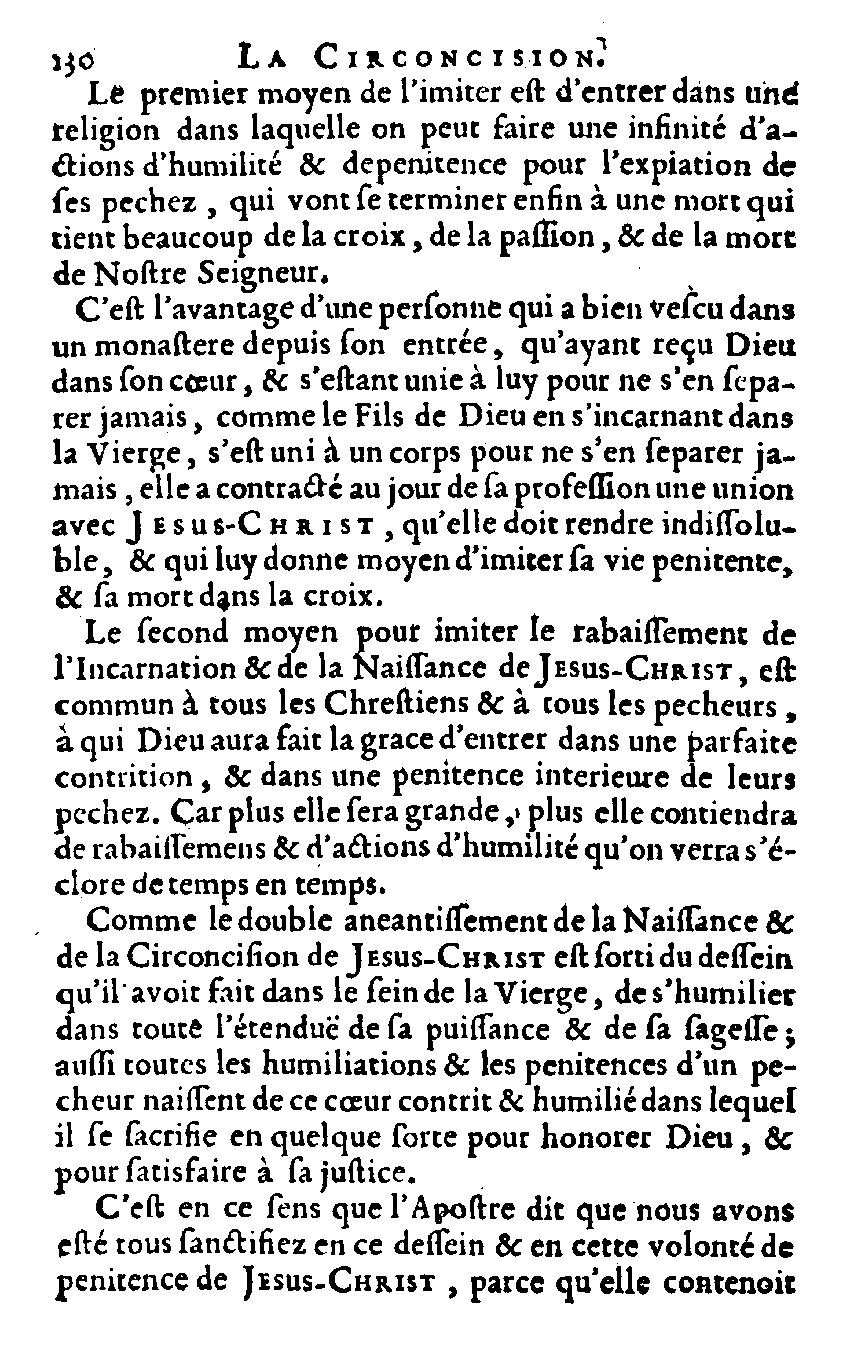 130 LA CIRCONCISION.
Le premier moyen de l'imiter eſt d'entrer dans une
religion dans laquelle on peut faire une infinité d'a-
ctions d'humilité & depenitence pour l'expiation de
ſes pechez, qui vont ſe terminer enfin à une mort qui
tient beaucoup de la croix, de la paſſion, & de la mort
de Noſtre Seigneur.
C'eſt l'avantage d'une perſonne qui a bien veſcu dans
un monaſtere depuis ſon entrée, qu'ayant reçu Dieu
dans ſon cœur, & s'eſtant unie à luy pour ne s'en ſepa-
rer jamais, comme le Fils de Dieu en s'incarnant dans
la Vierge, s'eſt uni à un corps pour ne s'en ſeparer ja-
mais, elle a contracté au jour de ſa profeſſion une union
avec JESUS-CHRIST, qu'elle doit rendre indiſſolu-
ble, & qui luy donne moyen d'imiter ſa vie penitente,
& ſa mort dans la croix.
Le ſecond moyen pour imiter le rabaiſſement de
l'Incarnation & de la Naiſſance de JESUS-CHRIST, eſt
commun à tous les Chreſtiens & à tous les pecheurs,
à qui Dieu aura fait la grace d'entrer dans une parfaite
contrition, & dans une penitence interieure de leurs
pechez. Car plus elle ſera grande, plus elle contiendra
de rabaiſſemens & d'actions d'humilité qu'on verra s'é-
clore de temps en temps.
Comme le double aneantiſſement de la Naiſſance &
de la Circonciſion de JESUS-CHRIST eſt ſorti du deſſein
qu'il avoit fait dans le ſein de la Vierge, de s'humilier
dans toute l'étenduë de ſa puiſſance & de ſa ſageſſe;
auſſi toutes les humiliations & les penitences d'un pe-
cheur naiſſent de ce cœur contrit & humilié dans lequel
il ſe ſacrifie en quelque ſorte pour honorer Dieu, &
pour ſatisfaire à ſa juſtice.
C'eſt en ce ſens que l'Apoſtre dit que nous avons
eſté tous ſanctifiez en ce deſſein & en cette volonté de
penitence de JESUS-CHRIST, parce qu'elle contenoit